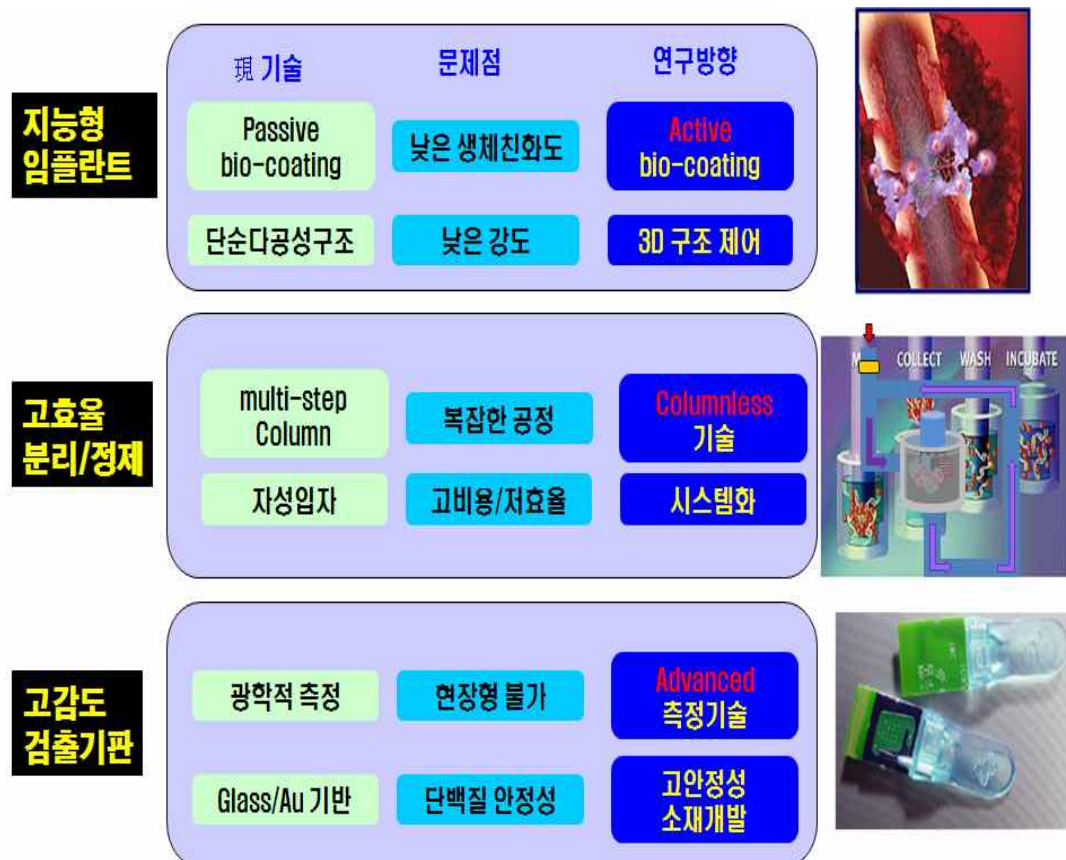 現 기술
문제점
연구방향
지능형
임플란트
Passive
bio-coating
낮은 생체친화도
Active
bio-coating
단순다공성구조
낮은 강도
3D 구조 제어
고효율
분리/정제
multi-step
Column
복잡한 공정
Columnless
기술
자성입자
고비용/저효율
시스템화
COLLECT WASH INCUBATE
고감도
검출기판
광학적 측정
현장형 불가
Advanced
측정기술
Glass/Au 기반
단백질 안정성
고안정성
소재개발